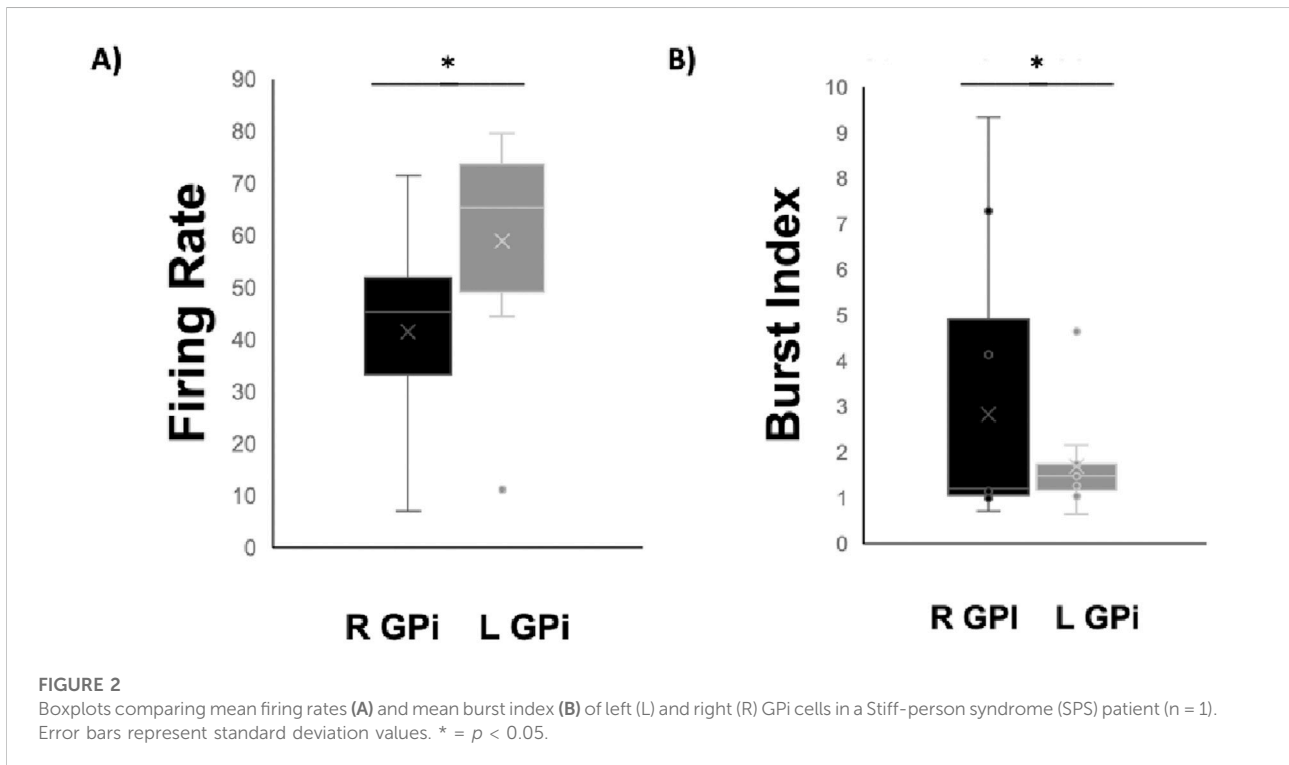 A)
*
90
80
70
60
50
40
30
20
10
0
Firing Rate
R GPi L GPi
B)
*
10
9
8
7
6
5
4
3
2
1
0
Burst Index
R GPI L GPi
FIGURE 2
Boxplots comparing mean firing rates (A) and mean burst index (B) of left (L) and right (R) GPi cells in a Stiff-person syndrome (SPS) patient (n = 1).
Error bars represent standard deviation values. * = p < 0.05.